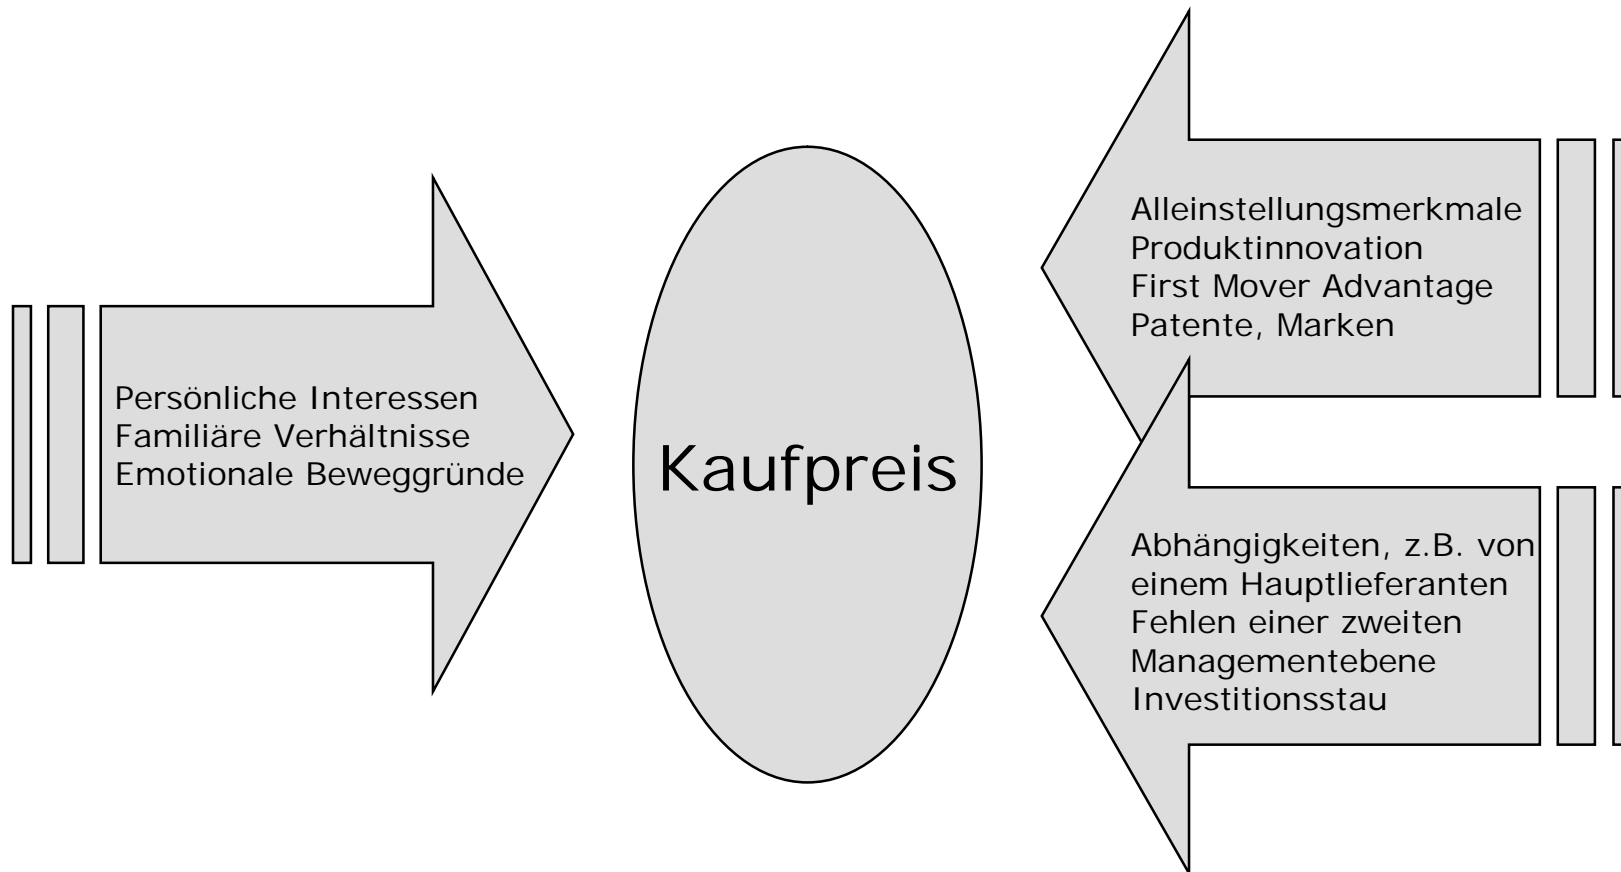 Persönliche Interessen
Familiäre Verhältnisse
Emotionale Beweggründe
Kaufpreis
Alleinstellungsmerkmale
Produktinnovation
First Mover Advantage
Patente, Marken
Abhängigkeiten, z.B. von
einem Hauptlieferanten
Fehlen einer zweiten
Managementebene
Investitionsstau